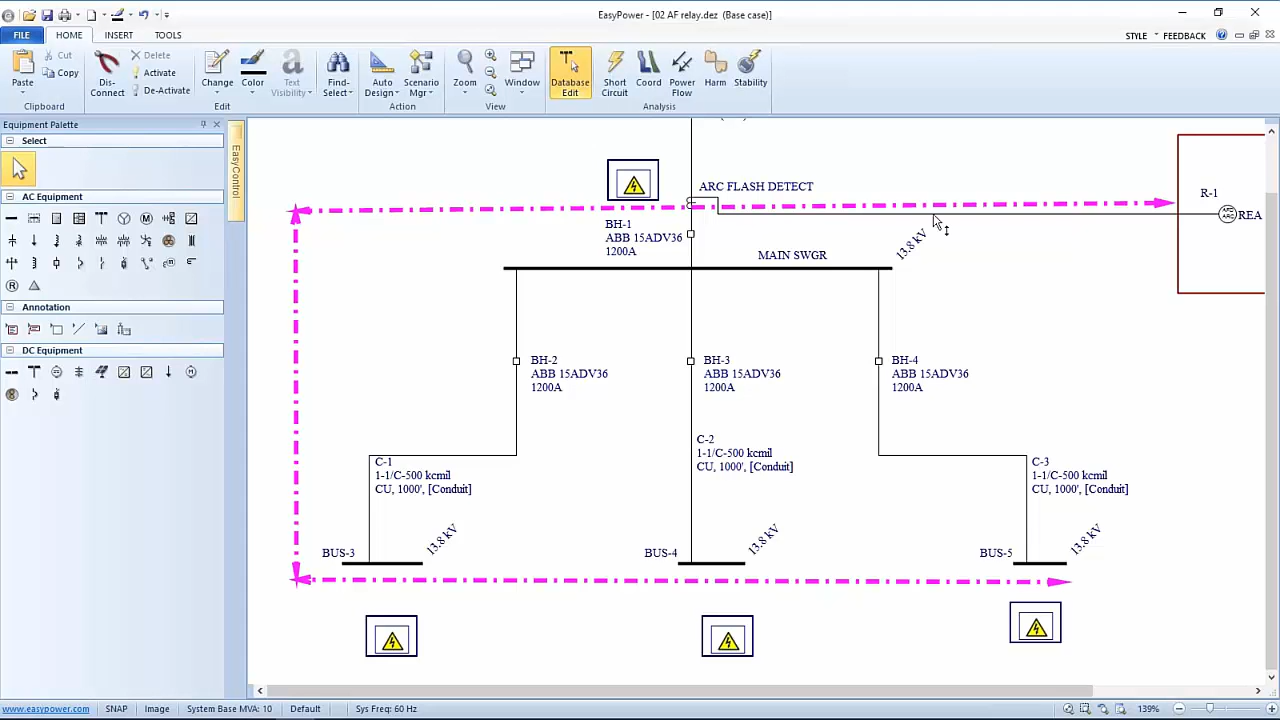 EasyPower - [02 AF relay.dez (Base case)]
FILE
HOME
INSERT
TOOLS
STYLE
FEEDBACK
Paste
Cut
Copy
Clipboard
Dis-
Connect
Delete
Activate
De-Activate
Change
Color
Text
Visibility
Edit
Find-
Select
Auto
Design
Scenario
Mgr
Action
Zoom
Window
View
Database
Edit
Short
Circuit
Coord
Power
Flow
Harm
Stability
Analysis
Equipment Palette
Select
AC Equipment
Annotation
DC Equipment
EasyControl
ARC FLASH DETECT
R-1
ARC
REA
BH-1
ABB 15ADV36
1200A
13.8 kV
MAIN SWGR
BH-2
ABB 15ADV36
1200A
BH-3
ABB 15ADV36
1200A
BH-4
ABB 15ADV36
1200A
C-1
1-1/C-500 kcmil
CU, 1000', [Conduit]
C-2
1-1/C-500 kcmil
CU, 1000', [Conduit]
C-3
1-1/C-500 kcmil
CU, 1000', [Conduit]
BUS-3
13.8 kV
BUS-4
13.8 kV
BUS-5
13.8 kV
www.easypower.com
SNAP
Image
System Base MVA: 10
Default
Sys Freq: 60 Hz
139%